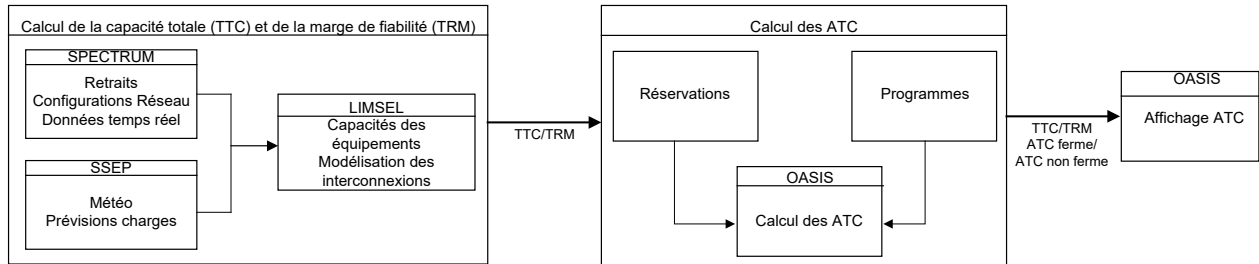 Calcul de la capacité totale (TTC) et de la marge de fiabilité (TRM)
SPECTRUM
Retraits
Configurations Réseau
Données temps réel
SSEP
Météo
Prévisions charges
LIMSEL
Capacités des
équipements
Modélisation des
interconnexions
TTC/TRM
Calcul des ATC
Réservations
Programmes
OASIS
Calcul des ATC
TTC/TRM
ATC ferme/
ATC non ferme
OASIS
Affichage ATC